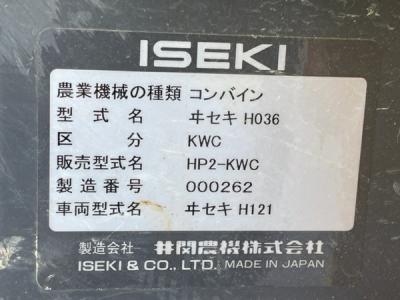 ISEKI
農業機械の種類 コンバイン
型式名 ヰセキ H036
区分 KWC
販売型式名 HP2-KWC
製造番号 000262
車両型式名 ヰセキ H121
製造会社 井関農機株式会社
ISEKI & CO., LTD. MADE IN JAPAN